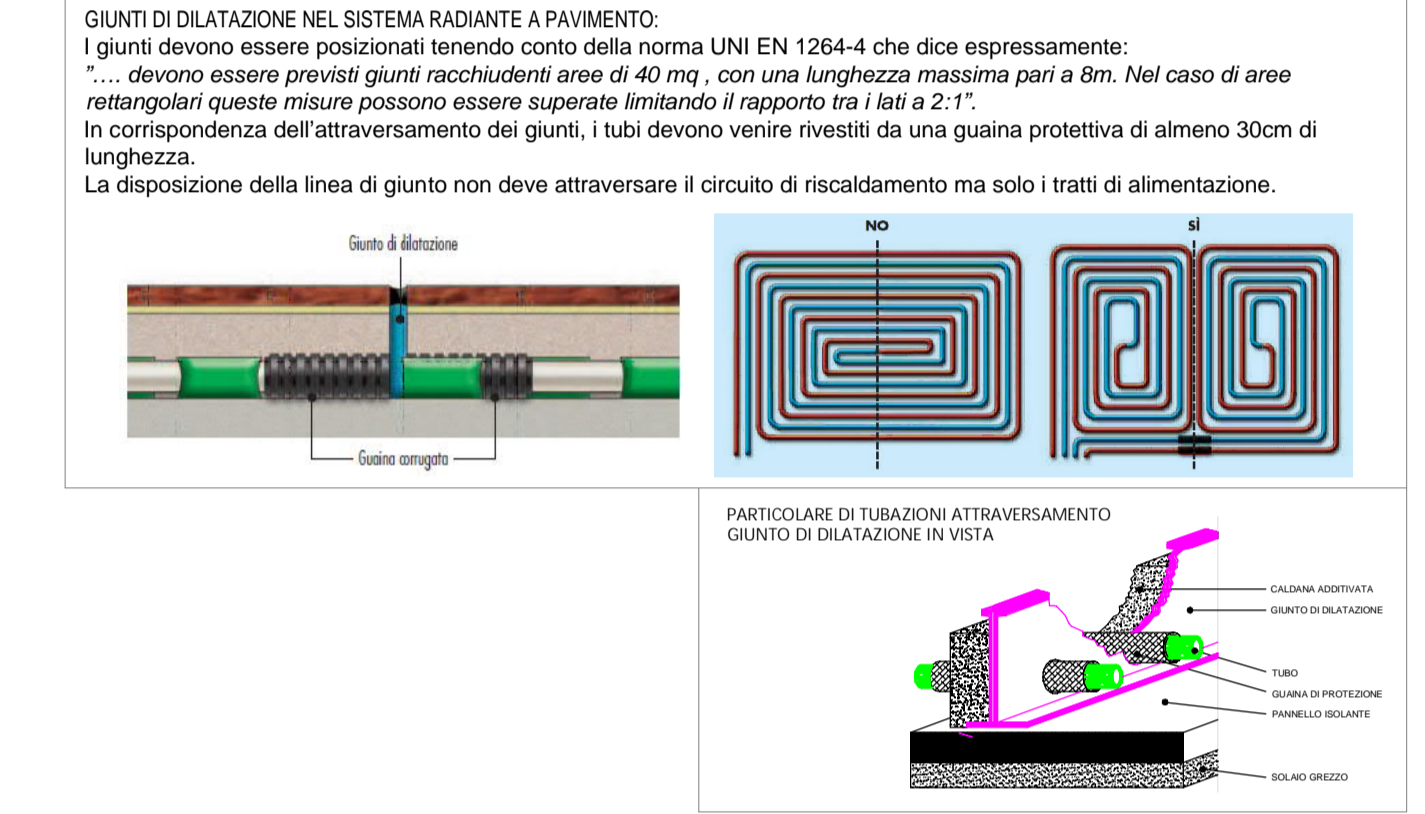 GIUNTI DI DILATAZIONE NEL SISTEMA RADIANTE A PAVIMENTO:
I giunti devono essere posizionati tenendo conto della norma UNI EN 1264-4 che dice espressamente:
”…. devono essere previsti giunti racchiudenti aree di 40 mq , con una lunghezza massima pari a 8m. Nel caso di aree
rettangolari queste misure possono essere superate limitando il rapporto tra i lati a 2:1”.
In corrispondenza dell’attraversamento dei giunti, i tubi devono venire rivestiti da una guaina protettiva di almeno 30cm di
lunghezza.
La disposizione della linea di giunto non deve attraversare il circuito di riscaldamento ma solo i tratti di alimentazione.
Giunto di dilatazione
Guaina corrugata
NO
SÌ
PARTICOLARE DI TUBAZIONI ATTRAVERSAMENTO
GIUNTO DI DILATAZIONE IN VISTA
CALDANA ADDITIVATA
GIUNTO DI DILATAZIONE
TUBO
GUAINA DI PROTEZIONE
PANNELLO ISOLANTE
SOLAIO GREZZO